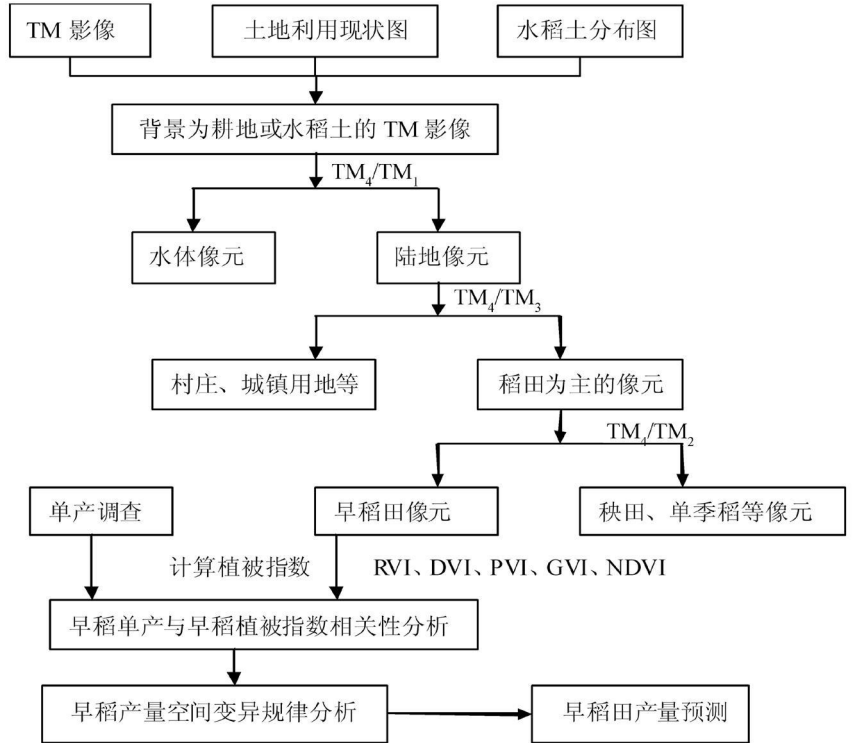 TM 影像
土地利用现状图
水稻土分布图
背景为耕地或水稻土的 TM 影像
TM4/TM1
水体像元
陆地像元
TM4/TM3
村庄、城镇用地等
稻田为主的像元
TM4/TM2
单产调查
早稻田像元
秧田、单季稻等像元
计算植被指数
RVI、DVI、PVI、GVI、NDVI
早稻单产与早稻植被指数相关性分析
早稻产量空间变异规律分析
早稻田产量预测